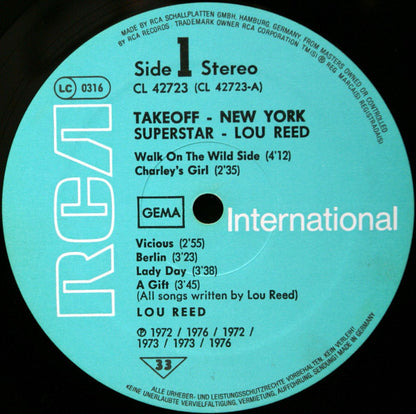 MADE BY RCA SCHALLPLATTEN GMBH, HAMBURG, GERMANY FROM MASTERS OWNED OR CONTROLLED
BY RCA RECORDS · TRADEMARK OWNER RCA CORPORATION TM(S) ® REG. MARCA(S) REGISTRADA(S)
Side 1 Stereo
CL 42723 (CL 42723-A)
LC 0316
TAKEOFF - NEW YORK
SUPERSTAR - LOU REED
Walk On The Wild Side (4'12)
Charley's Girl (2'35)
RCA
GEMA
International
Vicious (2'55)
Berlin (3'23)
Lady Day (3'38)
A Gift (3'45)
(All songs written by Lou Reed)
LOU REED
℗ 1972 / 1976 / 1972 /
1973 / 1973 / 1976
33
ALLE URHEBER- UND LEISTUNGSSCHUTZRECHTE VORBEHALTEN. KEIN VERLEIH!
KEINE UNERLAUBTE VERVIELFÄLTIGUNG, VERMIETUNG, AUFFÜHRUNG, SENDUNG! MADE IN GERMANY